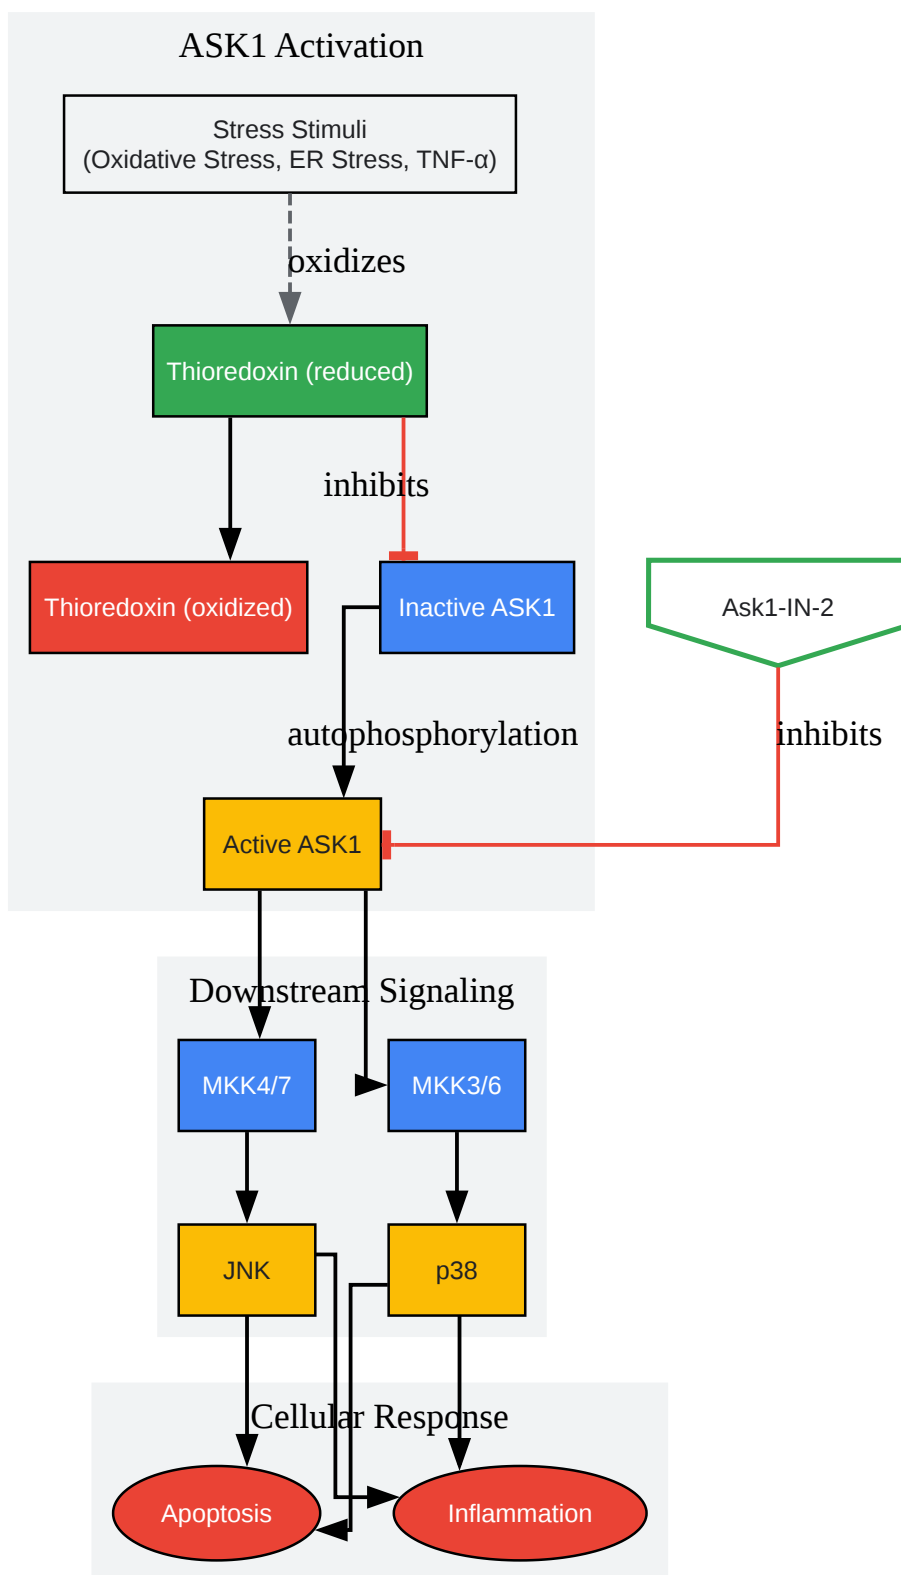 ASK1 Activation
Stress Stimuli
(Oxidative Stress, ER Stress, TNF-α)
oxidizes
Thioredoxin (reduced)
inhibits
Thioredoxin (oxidized)
Inactive ASK1
Ask1-IN-2
autophosphorylation
inhibits
Active ASK1
Downstream Signaling
MKK4/7
MKK3/6
JNK
p38
Cellular Response
Apoptosis
Inflammation